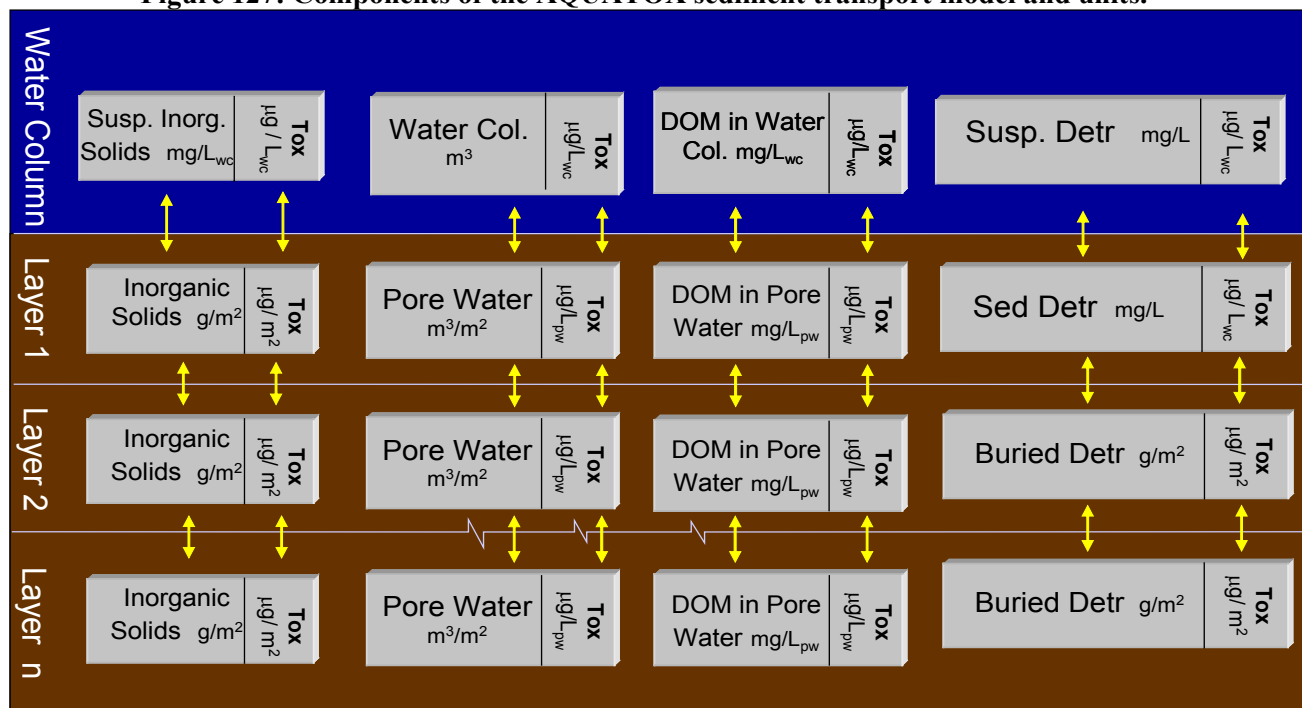 Figure 127: Components of the AQUATOX sediment transport model and units.
Water Column
Susp. Inorg.
Solids mg/Lwc
Tox
µg / Lwc
Water Col.
m³
Tox
µg/Lwc
DOM in Water
Col. mg/Lwc
Tox
µg/Lwc
Susp. Detr mg/L
Tox
µg/ Lwc
Layer 1
Inorganic
Solids g/m²
Tox
µg/ m²
Pore Water
m³/m²
Tox
µg/Lpw
DOM in Pore
Water mg/Lpw
Tox
µg/Lpw
Sed Detr mg/L
Tox
µg/ Lwc
Layer 2
Inorganic
Solids g/m²
Tox
µg/ m²
Pore Water
m³/m²
Tox
µg/Lpw
DOM in Pore
Water mg/Lpw
Tox
µg/Lpw
Buried Detr g/m²
Tox
µg/ m²
Layer n
Inorganic
Solids g/m²
Tox
µg/ m²
Pore Water
m³/m²
Tox
µg/Lpw
DOM in Pore
Water mg/Lpw
Tox
µg/Lpw
Buried Detr g/m²
Tox
µg/ m²